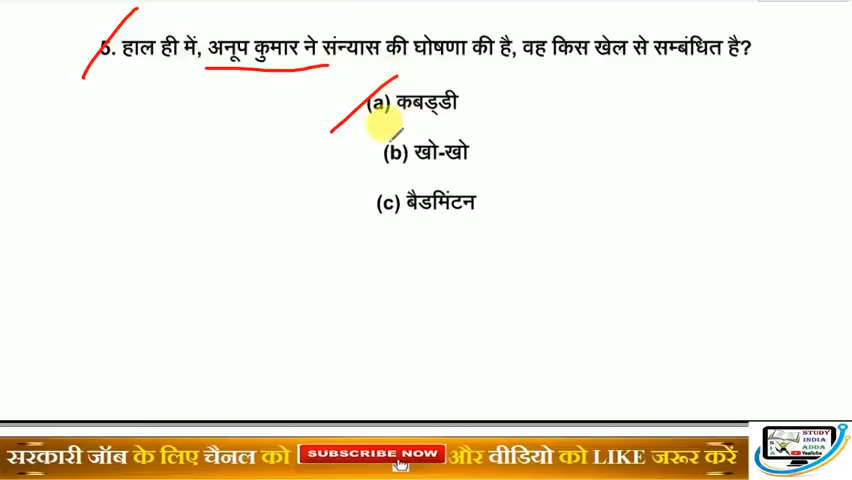 5. हाल ही में, अनूप कुमार ने संन्यास की घोषणा की है, वह किस खेल से सम्बंधित है?
(a) कबड्डी
(b) खो-खो
(c) बैडमिंटन
STUDY
INDIA
ADDA
YouTube
सरकारी जॉब के लिए चैनल को SUBSCRIBE NOW और वीडियो को LIKE जरूर करें